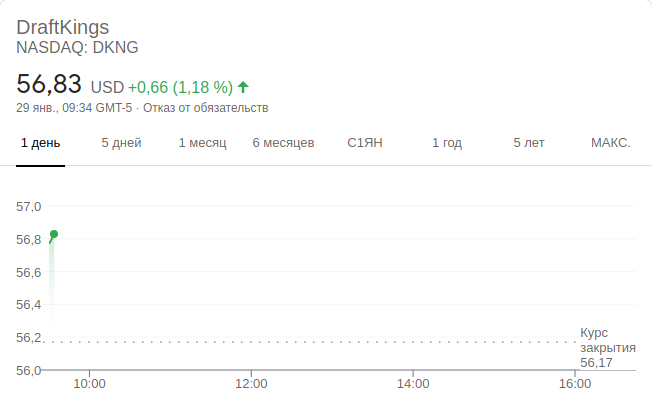 DraftKings
NASDAQ: DKNG
56,83 USD +0,66 (1,18 %)
29 янв., 09:34 GMT-5 · Отказ от обязательств
1 день 5 дней 1 месяц 6 месяцев С1ЯН 1 год 5 лет МАКС.
57,0
56,8
56,6
56,4
56,2
Курс
закрытия
56,17
56,0
10:00 12:00 14:00 16:00